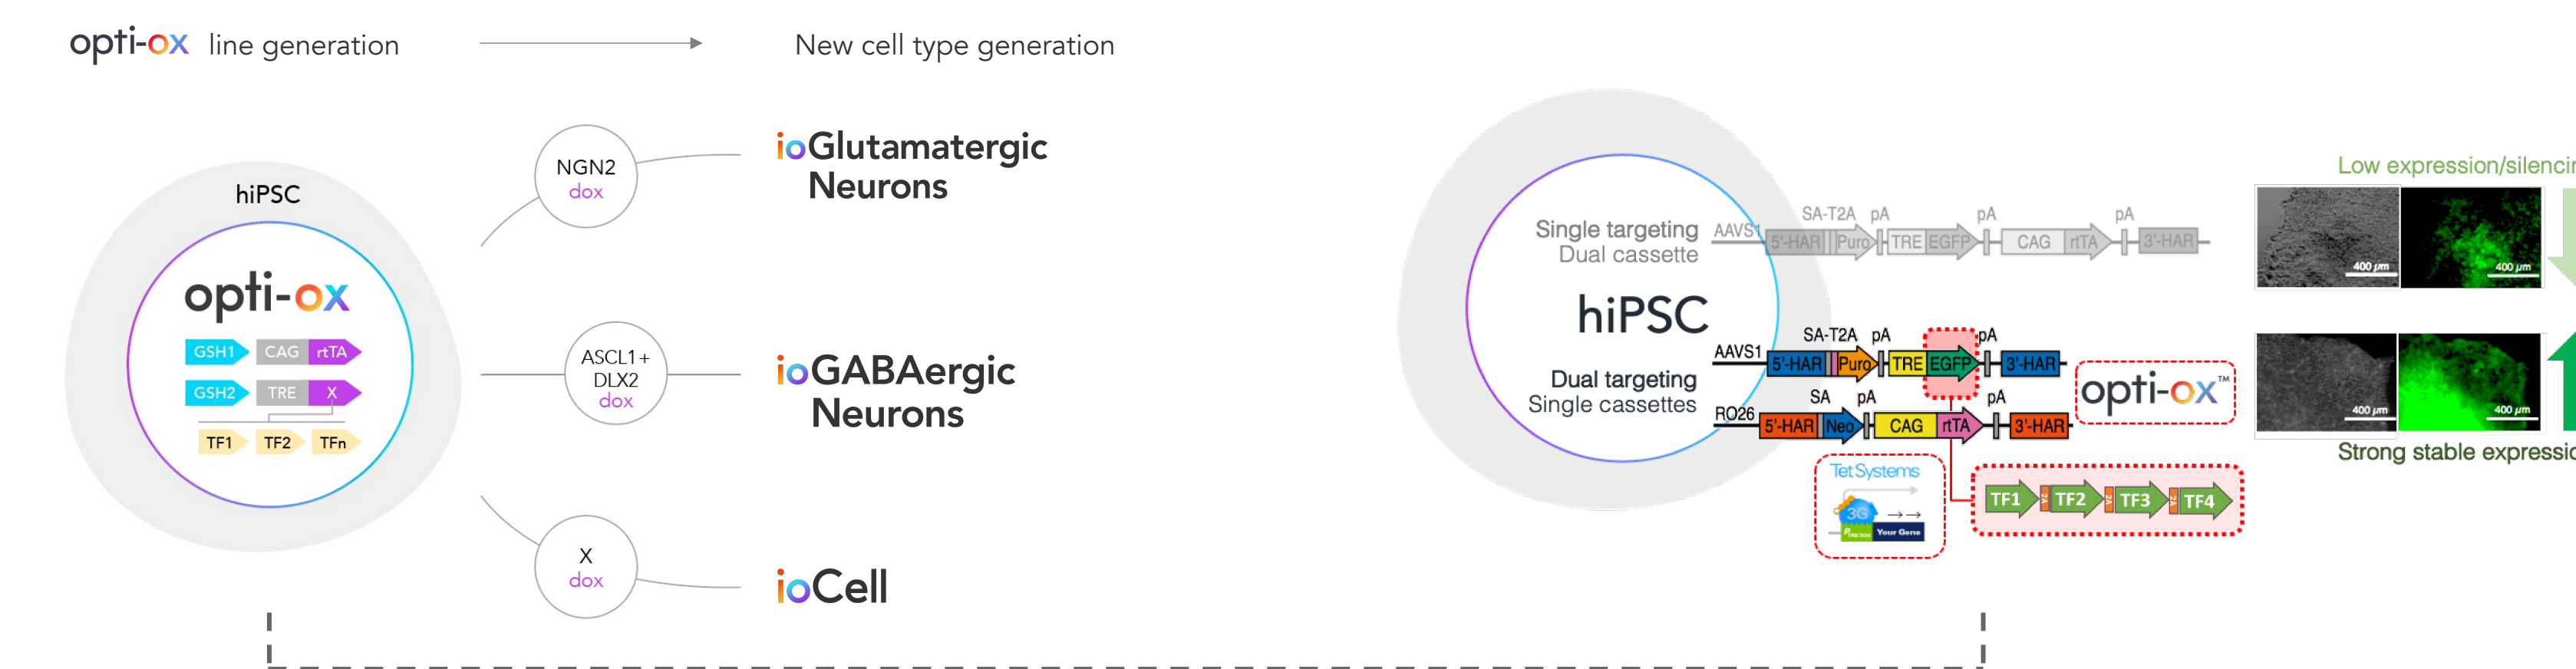 opti-ox line generation
New cell type generation
hiPSC
opti-ox
GSH1 CAG rtTA
GSH2 TRE X
TF1 TF2 TFn
NGN2
dox
ioGlutamatergic
Neurons
ASCL1+
DLX2
dox
ioGABAergic
Neurons
X
dox
ioCell
Single targeting
Dual cassette
AAVS1
SA-T2A pA pA pA
5'-HAR Puro TRE EGFP CAG rtTA 3'-HAR
hiPSC
Dual targeting
Single cassettes
SA-T2A pA pA
AAVS1 5'-HAR Puro TRE EGFP 3'-HAR
SA pA pA
RO26 5'-HAR Neo CAG rtTA 3'-HAR
opti-ox™
Tet Systems
3G
Your Gene
TF1 2A TF2 2A TF3 2A TF4
Low expression/silencin
400 µm 400 µm
400 µm 400 µm
Strong stable expressio